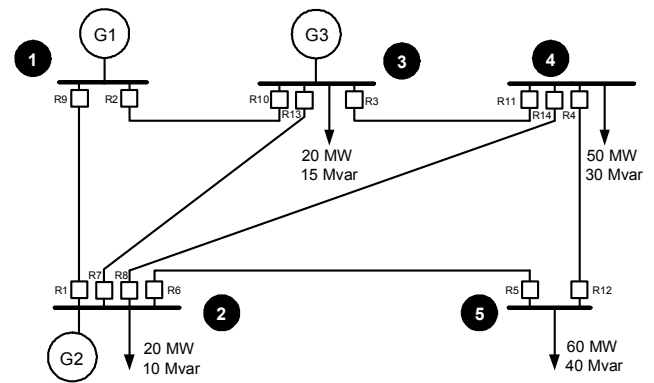 G1
G3
1
3
4
R9
R2
R10
R13
R3
R11
R14
R4
20 MW
15 Mvar
50 MW
30 Mvar
R1
R7
R8
R6
2
R5
R12
5
G2
20 MW
10 Mvar
60 MW
40 Mvar